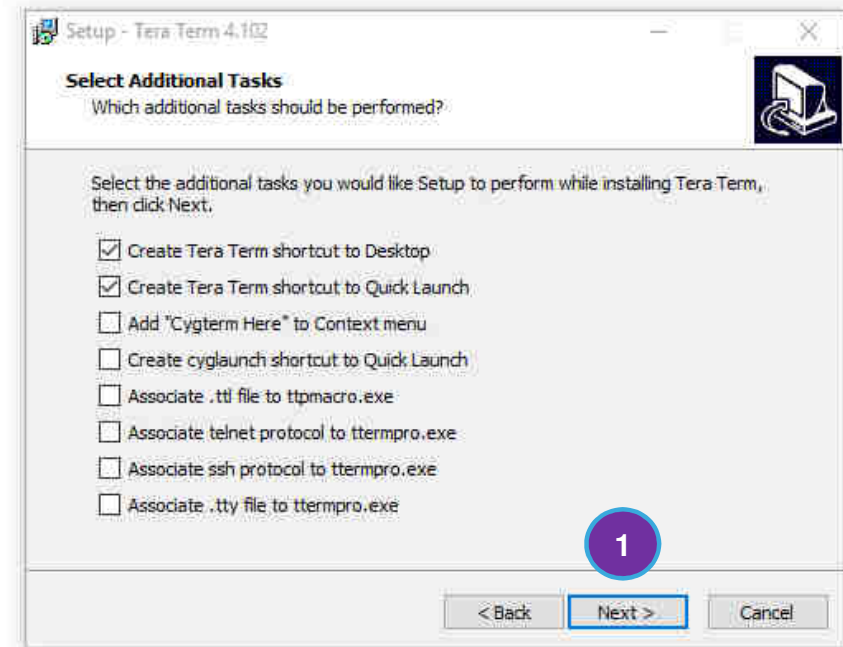 Setup - Tera Term 4.102
Select Additional Tasks
Which additional tasks should be performed?
Select the additional tasks you would like Setup to perform while installing Tera Term,
then click Next.
Create Tera Term shortcut to Desktop
Create Tera Term shortcut to Quick Launch
Add "Cygterm Here" to Context menu
Create cyglaunch shortcut to Quick Launch
Associate .ttl file to ttpmacro.exe
Associate telnet protocol to ttermpro.exe
Associate ssh protocol to ttermpro.exe
Associate .tty file to ttermpro.exe
1
< Back Next > Cancel